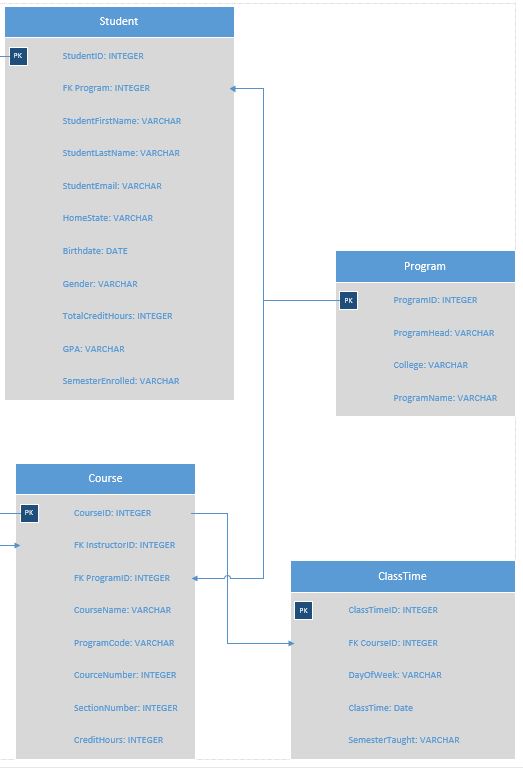 Student
PK
StudentID: INTEGER
FK Program: INTEGER
StudentFirstName: VARCHAR
StudentLastName: VARCHAR
StudentEmail: VARCHAR
HomeState: VARCHAR
Birthdate: DATE
Gender: VARCHAR
TotalCreditHours: INTEGER
GPA: VARCHAR
SemesterEnrolled: VARCHAR
Program
PK
ProgramID: INTEGER
ProgramHead: VARCHAR
College: VARCHAR
ProgramName: VARCHAR
Course
PK
CourseID: INTEGER
FK InstructorID: INTEGER
FK ProgramID: INTEGER
CourseName: VARCHAR
ProgramCode: VARCHAR
CourceNumber: INTEGER
SectionNumber: INTEGER
CreditHours: INTEGER
ClassTime
PK
ClassTimeID: INTEGER
FK CourseID: INTEGER
DayOfWeek: VARCHAR
ClassTime: Date
SemesterTaught: VARCHAR